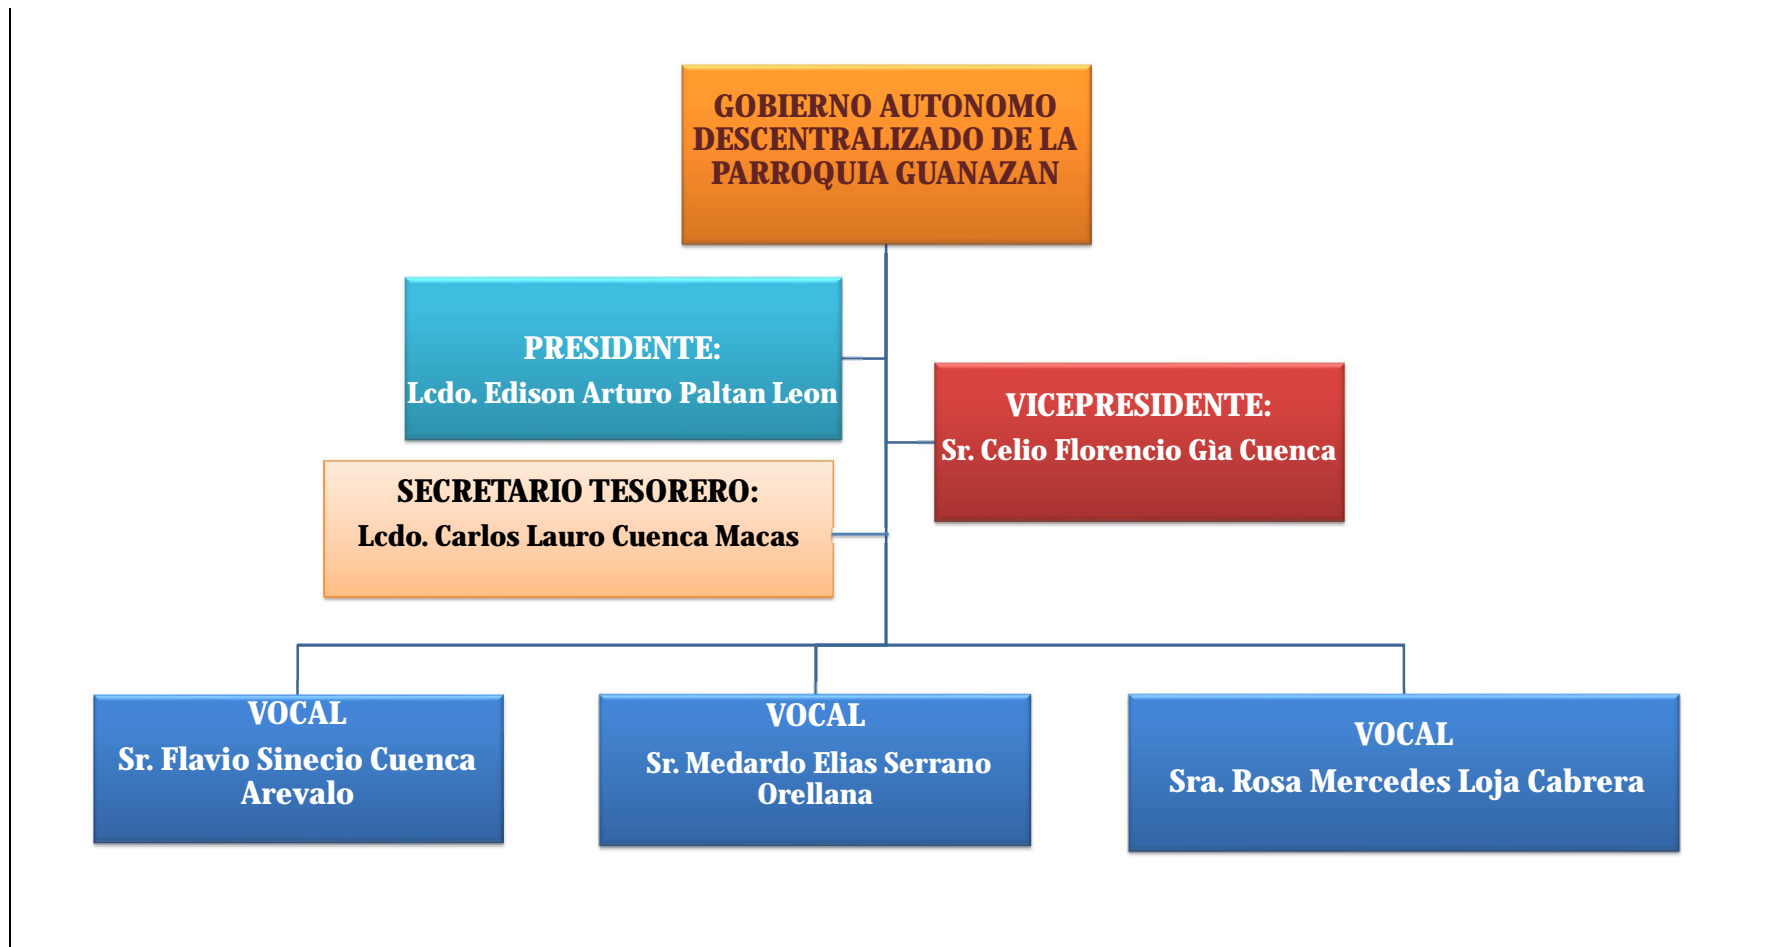 GOBIERNO AUTONOMO
DESCENTRALIZADO DE LA
PARROQUIA GUANAZAN
PRESIDENTE:
Lcdo. Edison Arturo Paltan Leon
VICEPRESIDENTE:
Sr. Celio Florencio Gìa Cuenca
SECRETARIO TESORERO:
Lcdo. Carlos Lauro Cuenca Macas
VOCAL
Sr. Flavio Sinecio Cuenca
Arevalo
VOCAL
Sr. Medardo Elias Serrano
Orellana
VOCAL
Sra. Rosa Mercedes Loja Cabrera